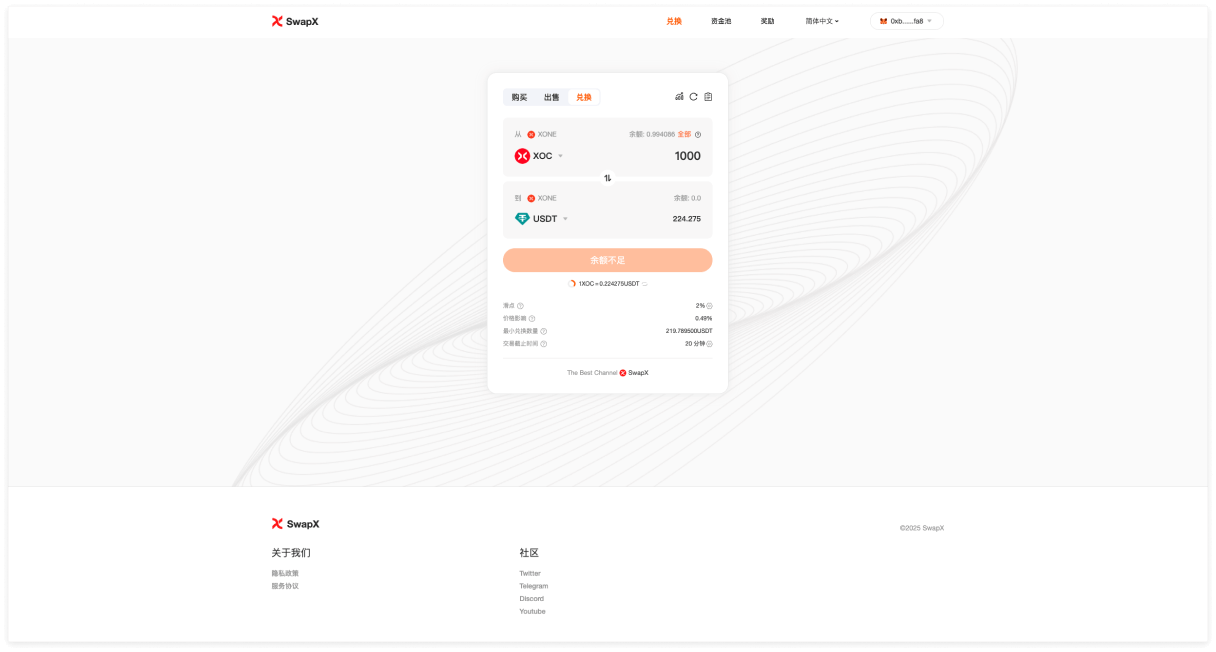 SwapX
兑换 资金池 奖励 简体中文 0xb......fa8
购买 出售 兑换
从 XONE 余额: 0.994086 全部
XOC 1000
到 XONE 余额: 0.0
USDT 224.275
余额不足
1XOC=0.224275USDT
滑点 2%
价格影响 0.49%
最小兑换数量 219.789500USDT
交易截止时间 20 分钟
The Best Channel SwapX
SwapX
©2025 SwapX
关于我们
隐私政策
服务协议
社区
Twitter
Telegram
Discord
Youtube